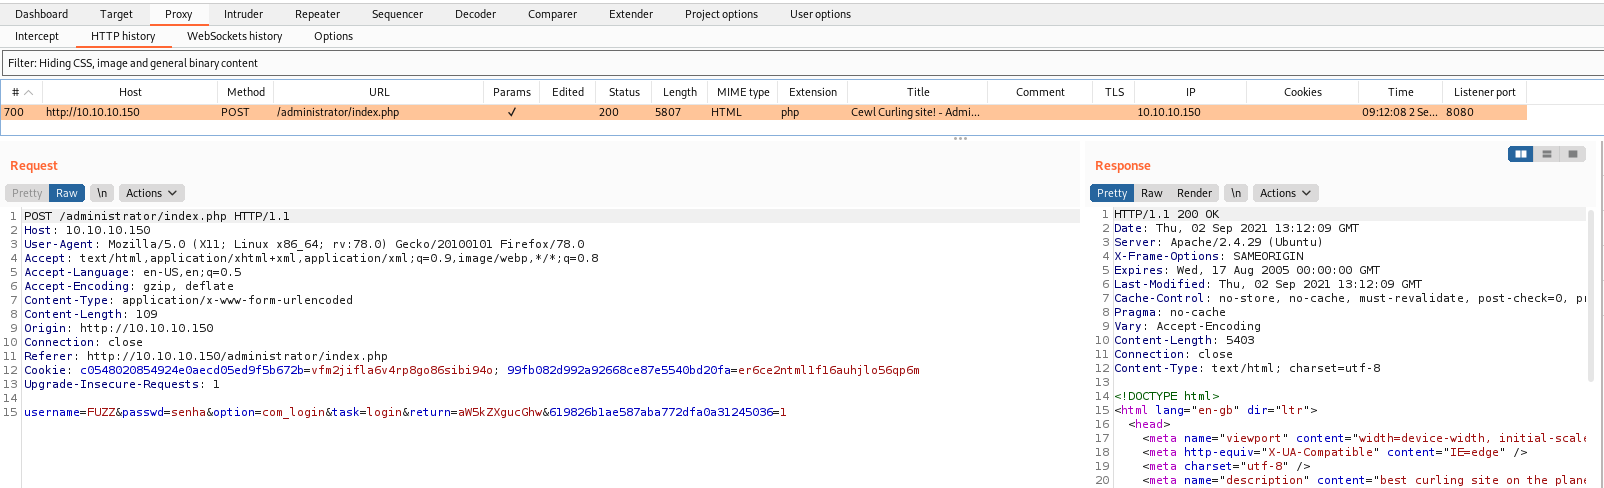 Dashboard Target Proxy Intruder Repeater Sequencer Decoder Comparer Extender Project options User options
Intercept HTTP history WebSockets history Options
Filter: Hiding CSS, image and general binary content
# Host Method URL Params Edited Status Length MIME type Extension Title Comment TLS IP Cookies Time Listener port
700 http://10.10.10.150 POST /administrator/index.php ✓ 200 5807 HTML php Cewl Curling site! - Admi... 10.10.10.150 09:12:08 2 Se... 8080
Request
Pretty Raw \n Actions
1 POST /administrator/index.php HTTP/1.1
2 Host: 10.10.10.150
3 User-Agent: Mozilla/5.0 (X11; Linux x86_64; rv:78.0) Gecko/20100101 Firefox/78.0
4 Accept: text/html,application/xhtml+xml,application/xml;q=0.9,image/webp,*/*;q=0.8
5 Accept-Language: en-US,en;q=0.5
6 Accept-Encoding: gzip, deflate
7 Content-Type: application/x-www-form-urlencoded
8 Content-Length: 109
9 Origin: http://10.10.10.150
10 Connection: close
11 Referer: http://10.10.10.150/administrator/index.php
12 Cookie: c0548020854924e0aecd05ed9f5b672b=vfm2jifla6v4rp8go86sibi94o; 99fb082d992a92668ce87e5540bd20fa=er6ce2ntml1f16auhjlo56qp6m
13 Upgrade-Insecure-Requests: 1
14
15 username=FUZZ&passwd=senha&option=com_login&task=login&return=aW5kZXgucGhw&619826b1ae587aba772dfa0a31245036=1
Response
Pretty Raw Render \n Actions
1 HTTP/1.1 200 OK
2 Date: Thu, 02 Sep 2021 13:12:09 GMT
3 Server: Apache/2.4.29 (Ubuntu)
4 X-Frame-Options: SAMEORIGIN
5 Expires: Wed, 17 Aug 2005 00:00:00 GMT
6 Last-Modified: Thu, 02 Sep 2021 13:12:09 GMT
7 Cache-Control: no-store, no-cache, must-revalidate, post-check=0, pr
8 Pragma: no-cache
9 Vary: Accept-Encoding
10 Content-Length: 5403
11 Connection: close
12 Content-Type: text/html; charset=utf-8
13
14 <!DOCTYPE html>
15 <html lang="en-gb" dir="ltr">
16 <head>
17 <meta name="viewport" content="width=device-width, initial-scale
18 <meta http-equiv="X-UA-Compatible" content="IE=edge" />
19 <meta charset="utf-8" />
20 <meta name="description" content="best curling site on the plane